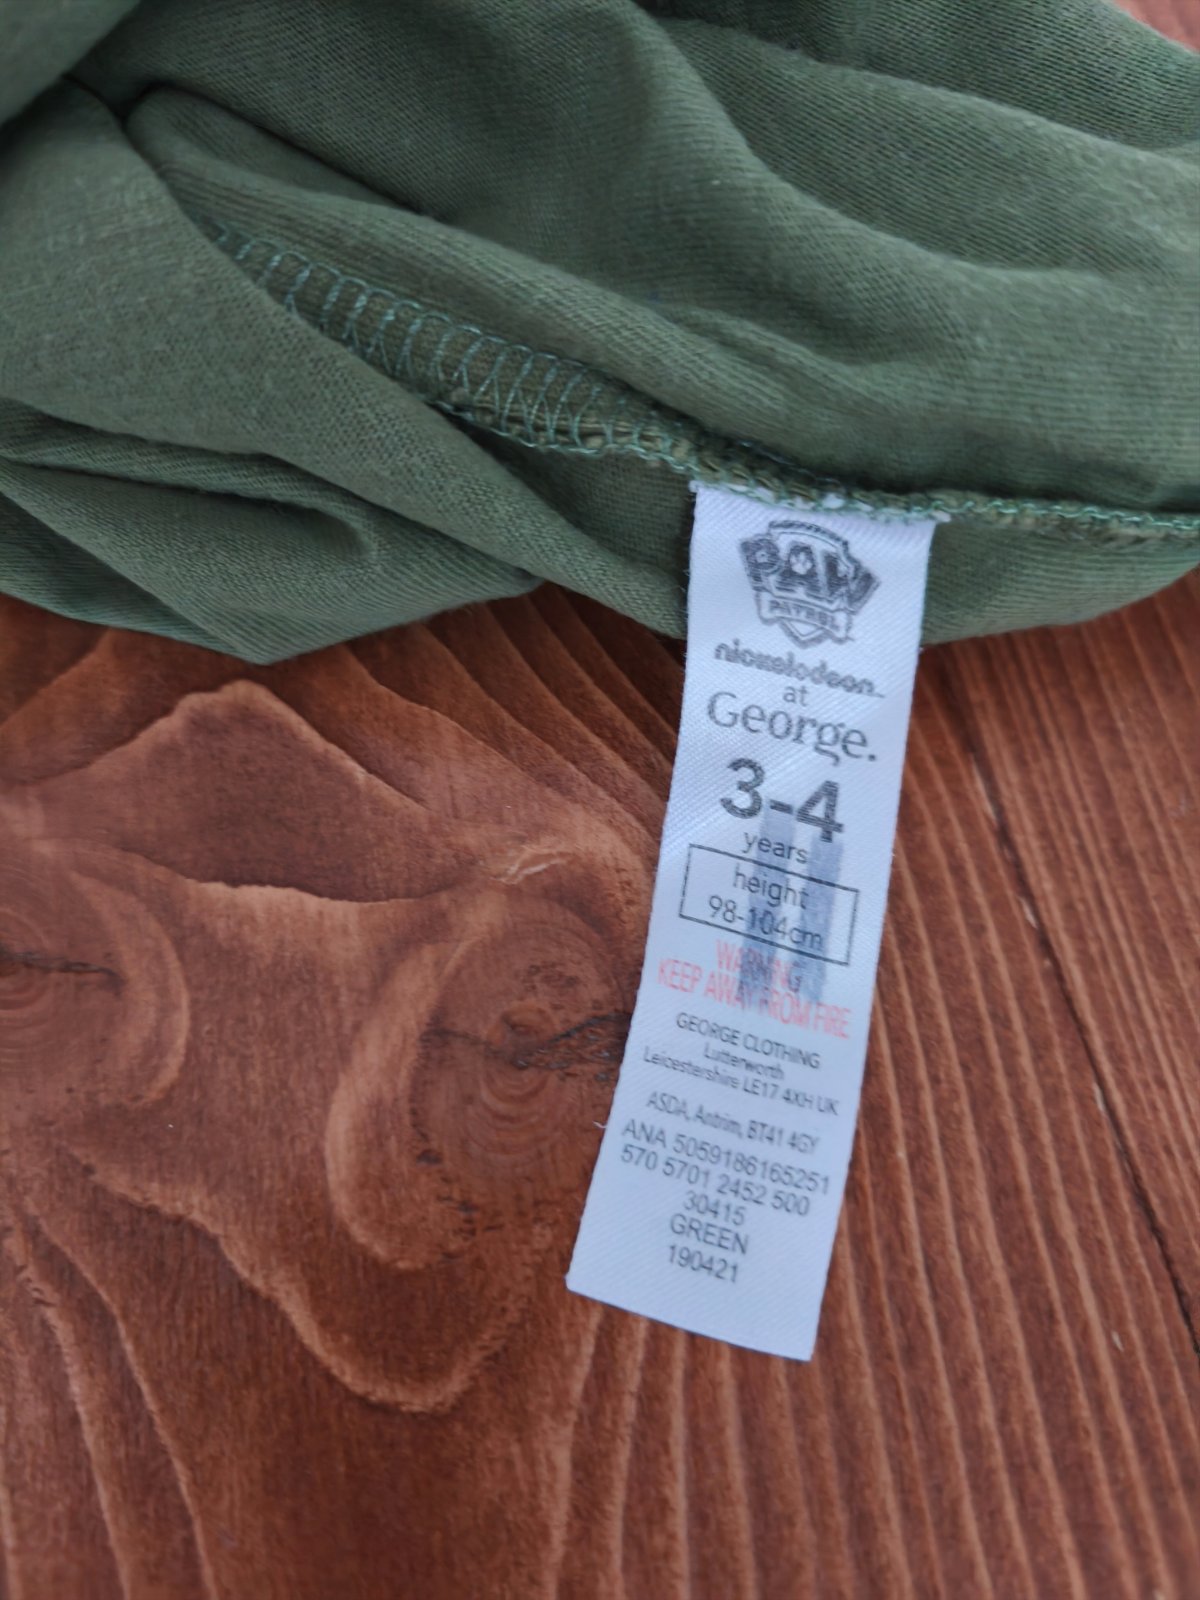 PAW
PATROL
nickelodeon
at
George.
3-4
years
height
98-104cm
WARNING
KEEP AWAY FROM FIRE
GEORGE CLOTHING
Lutterworth
Leicestershire LE17 4XH UK
ASDA, Antrim, BT41 4GY
ANA 5059186165251
570 5701 2452 500
30415
GREEN
190421